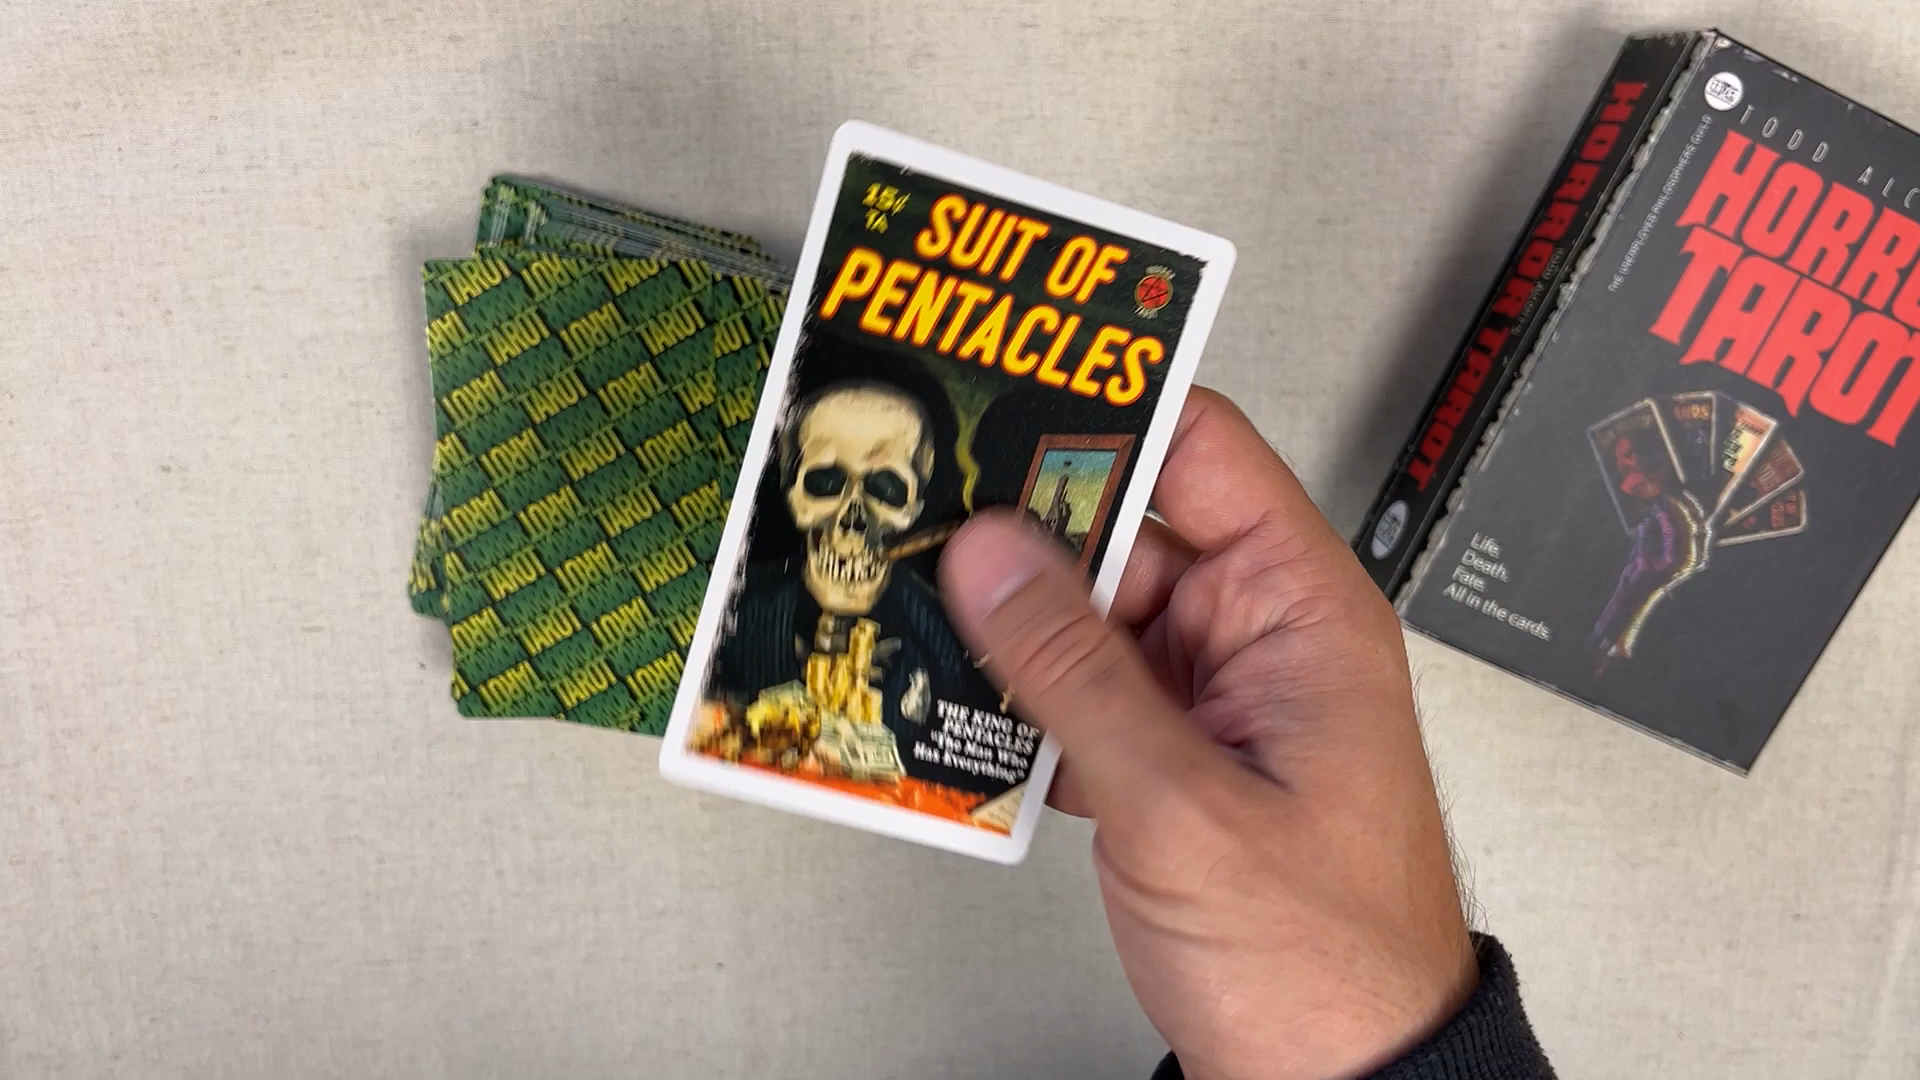 15¢
SUIT OF
PENTACLES
THE KING OF
PENTACLES
"The Man Who
Has Everything"
HORROR TAROT
TODD ALC
HORR
TAROT
Life.
Death.
Fate.
All in the cards.
TAROT